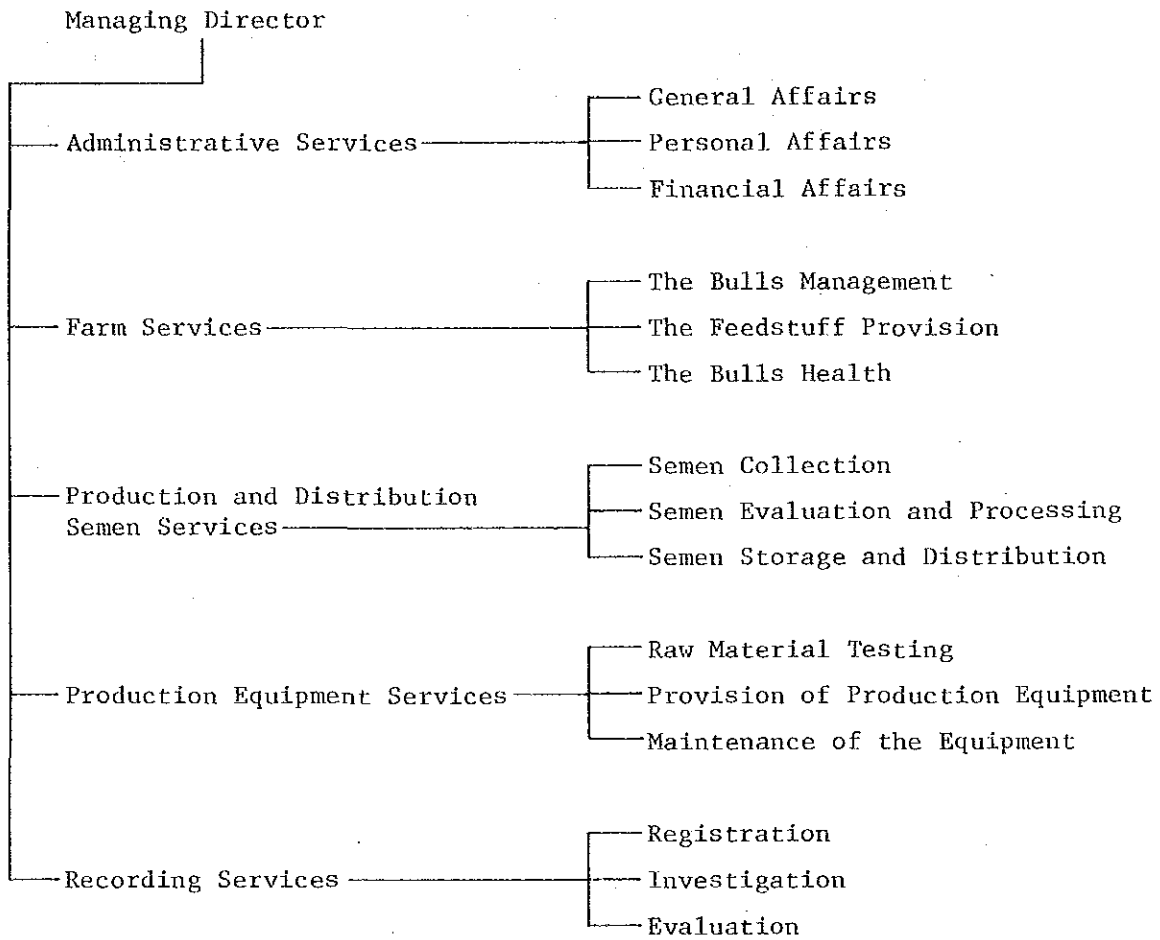 Managing Director
General Affairs
Administrative Services
Personal Affairs
Financial Affairs
The Bulls Management
Farm Services
The Feedstuff Provision
The Bulls Health
Semen Collection
Production and Distribution
Semen Services
Semen Evaluation and Processing
Semen Storage and Distribution
Raw Material Testing
Production Equipment Services
Provision of Production Equipment
Maintenance of the Equipment
Registration
Recording Services
Investigation
Evaluation